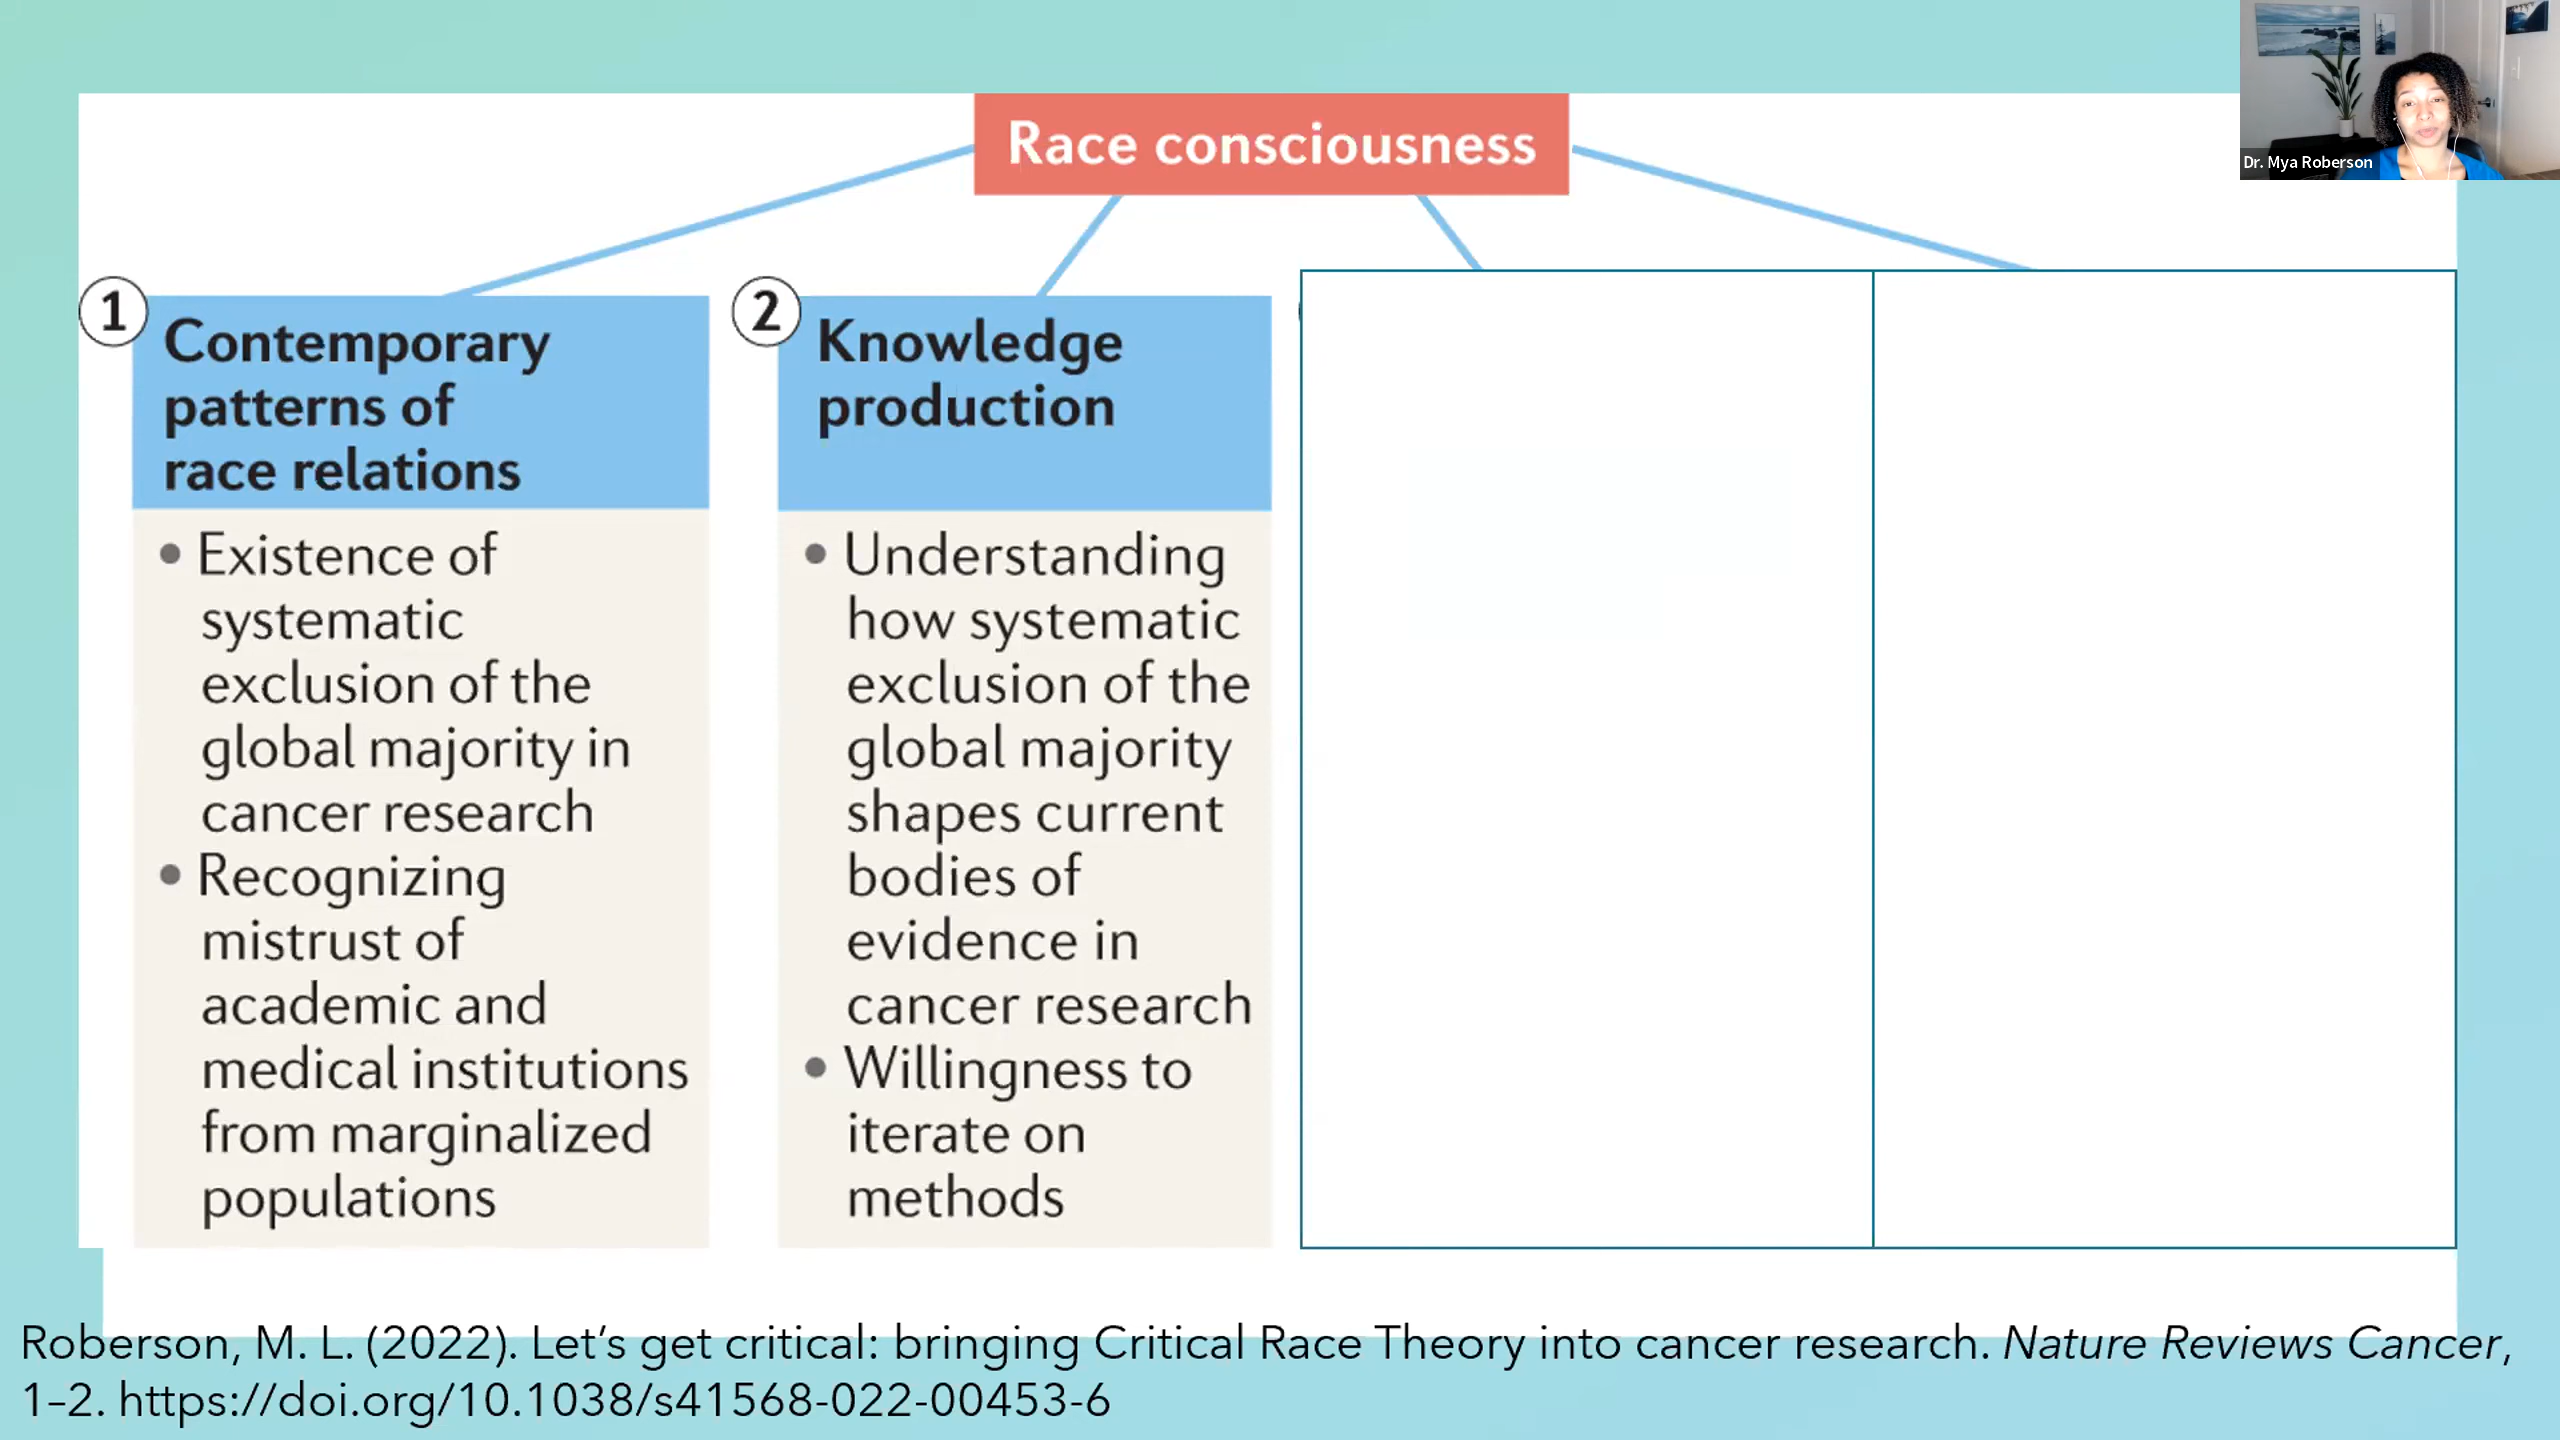 Dr. Mya Roberson
Race consciousness
1
Contemporary
patterns of
race relations
• Existence of
systematic
exclusion of the
global majority in
cancer research
• Recognizing
mistrust of
academic and
medical institutions
from marginalized
populations
2
Knowledge
production
• Understanding
how systematic
exclusion of the
global majority
shapes current
bodies of
evidence in
cancer research
• Willingness to
iterate on
methods
Roberson, M. L. (2022). Let’s get critical: bringing Critical Race Theory into cancer research. Nature Reviews Cancer,
1–2. https://doi.org/10.1038/s41568-022-00453-6